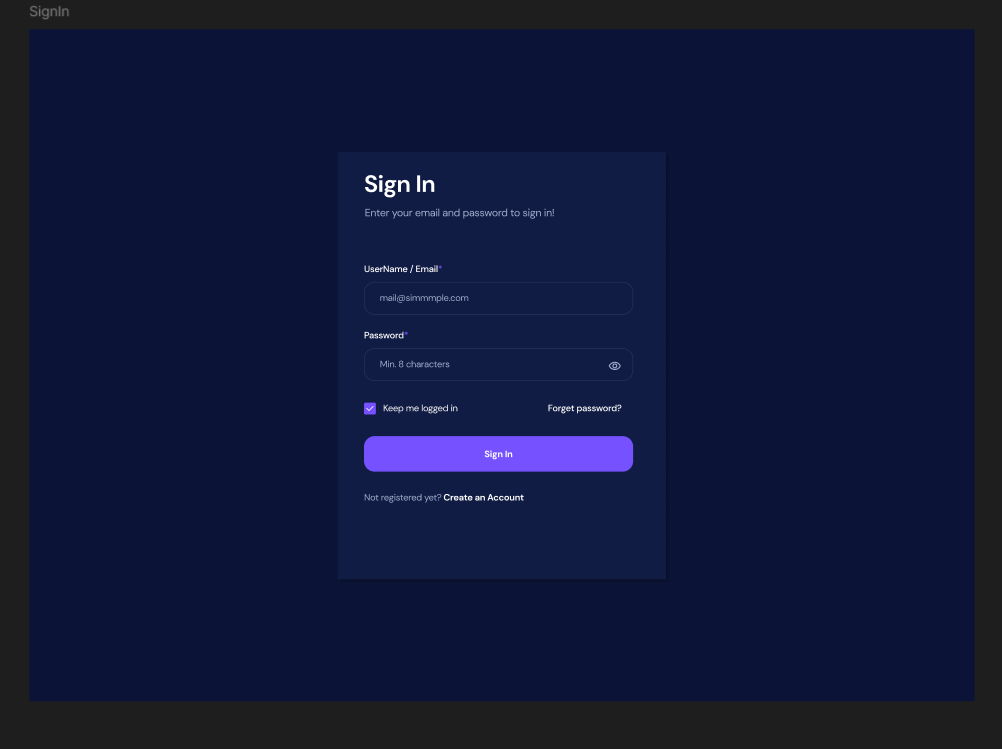 SignIn
Sign In
Enter your email and password to sign in!
UserName / Email*
mail@simmmple.com
Password*
Min. 8 characters
Keep me logged in
Forget password?
Sign In
Not registered yet? Create an Account